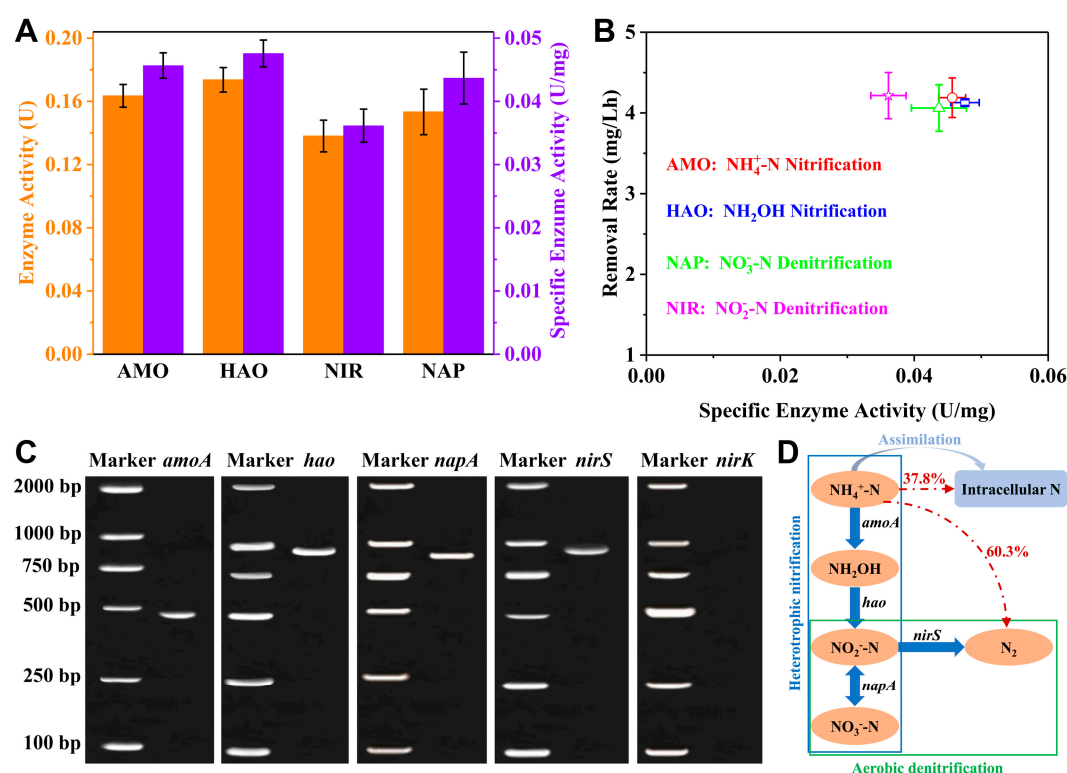 A
Enzyme Activity (U)
0.20
0.16
0.12
0.08
0.04
0.00
AMO HAO NIR NAP
0.05
0.04
0.03
0.02
0.01
0.00
Specific Enzume Activity (U/mg)
B
Removal Rate (mg/Lh)
5
4
3
2
1
AMO: NH₄⁺-N Nitrification
HAO: NH₂OH Nitrification
NAP: NO₃⁻-N Denitrification
NIR: NO₂⁻-N Denitrification
0.00 0.02 0.04 0.06
Specific Enzyme Activity (U/mg)
C
Marker amoA Marker hao Marker napA Marker nirS Marker nirK
2000 bp
1000 bp
750 bp
500 bp
250 bp
100 bp
D
Assimilation
NH₄⁺-N
37.8%
Intracellular N
amoA
60.3%
NH₂OH
hao
NO₂⁻-N
nirS
N₂
napA
NO₃⁻-N
Heterotrophic nitrification
Aerobic denitrification